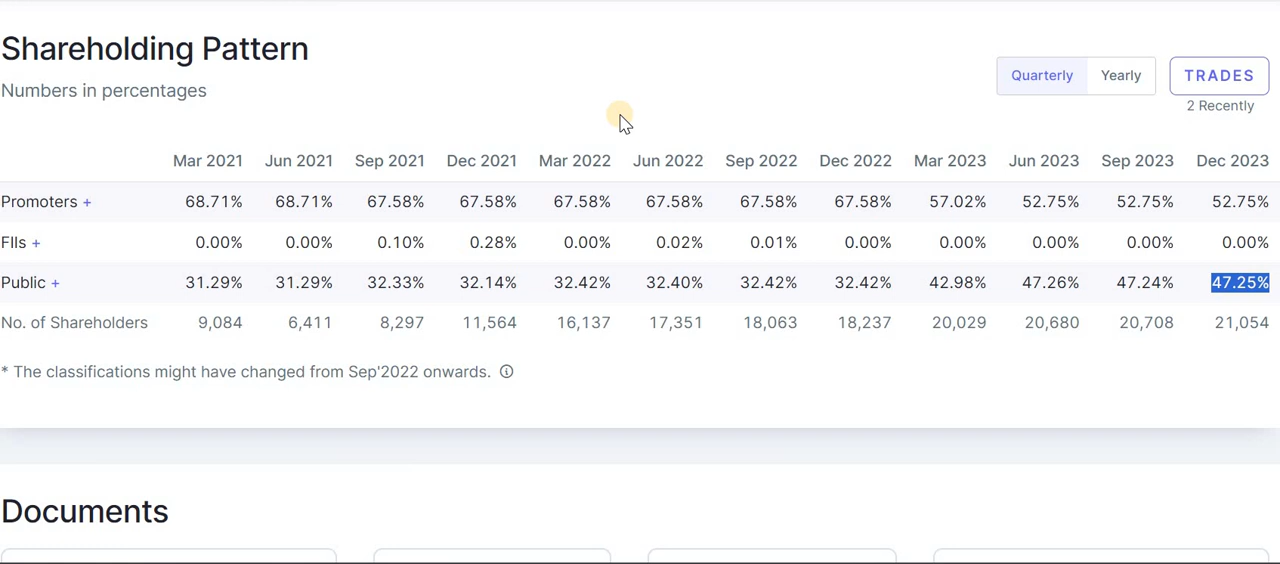 Shareholding Pattern
Numbers in percentages
Quarterly Yearly TRADES
2 Recently
Mar 2021 Jun 2021 Sep 2021 Dec 2021 Mar 2022 Jun 2022 Sep 2022 Dec 2022 Mar 2023 Jun 2023 Sep 2023 Dec 2023
Promoters + 68.71% 68.71% 67.58% 67.58% 67.58% 67.58% 67.58% 67.58% 57.02% 52.75% 52.75% 52.75%
FIIs + 0.00% 0.00% 0.10% 0.28% 0.00% 0.02% 0.01% 0.00% 0.00% 0.00% 0.00% 0.00%
Public + 31.29% 31.29% 32.33% 32.14% 32.42% 32.40% 32.42% 32.42% 42.98% 47.26% 47.24% 47.25%
No. of Shareholders 9,084 6,411 8,297 11,564 16,137 17,351 18,063 18,237 20,029 20,680 20,708 21,054
* The classifications might have changed from Sep'2022 onwards.
Documents